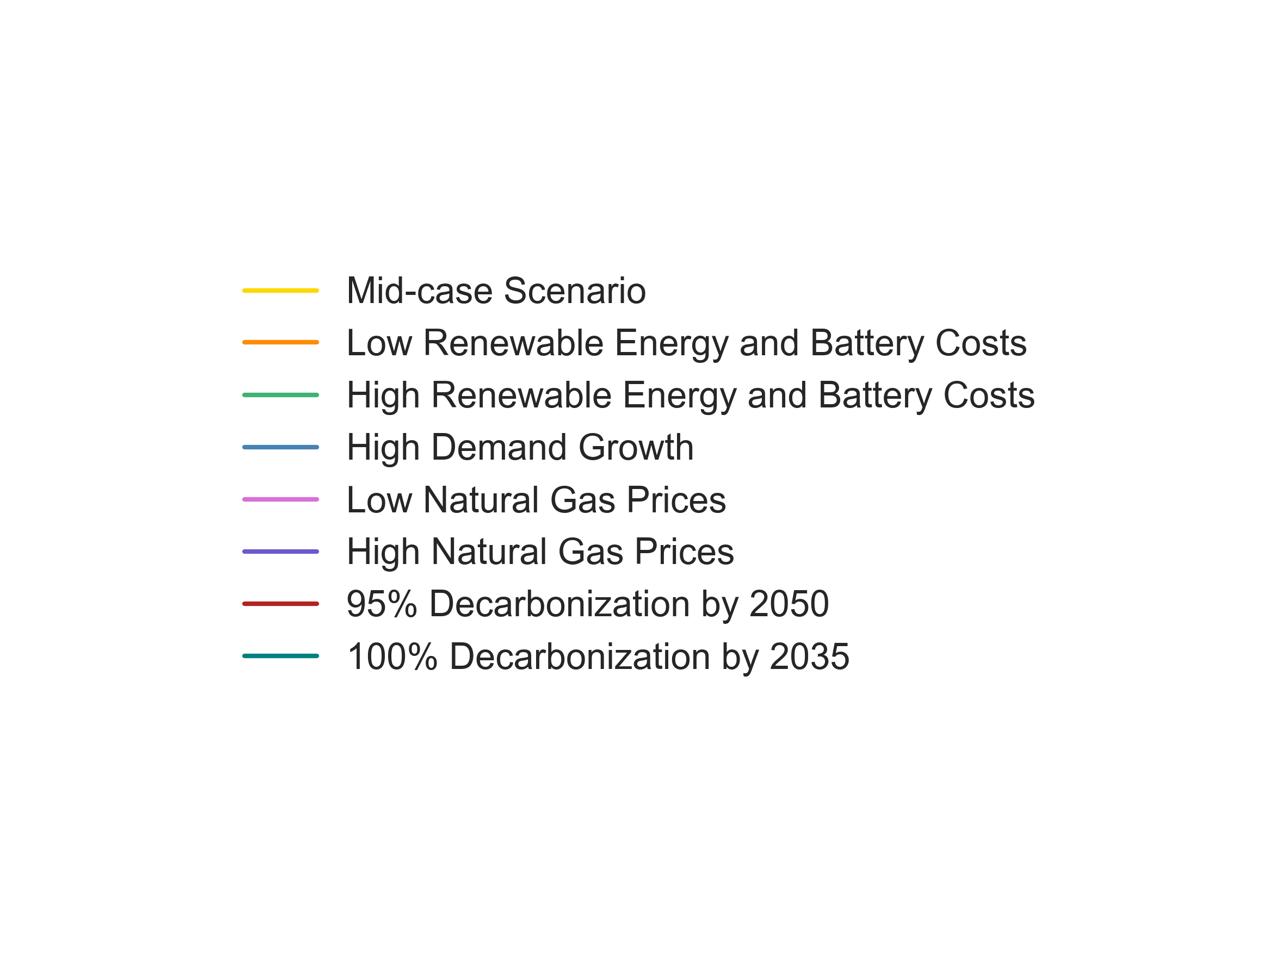 Mid-case Scenario
Low Renewable Energy and Battery Costs
High Renewable Energy and Battery Costs
High Demand Growth
Low Natural Gas Prices
High Natural Gas Prices
95% Decarbonization by 2050
100% Decarbonization by 2035